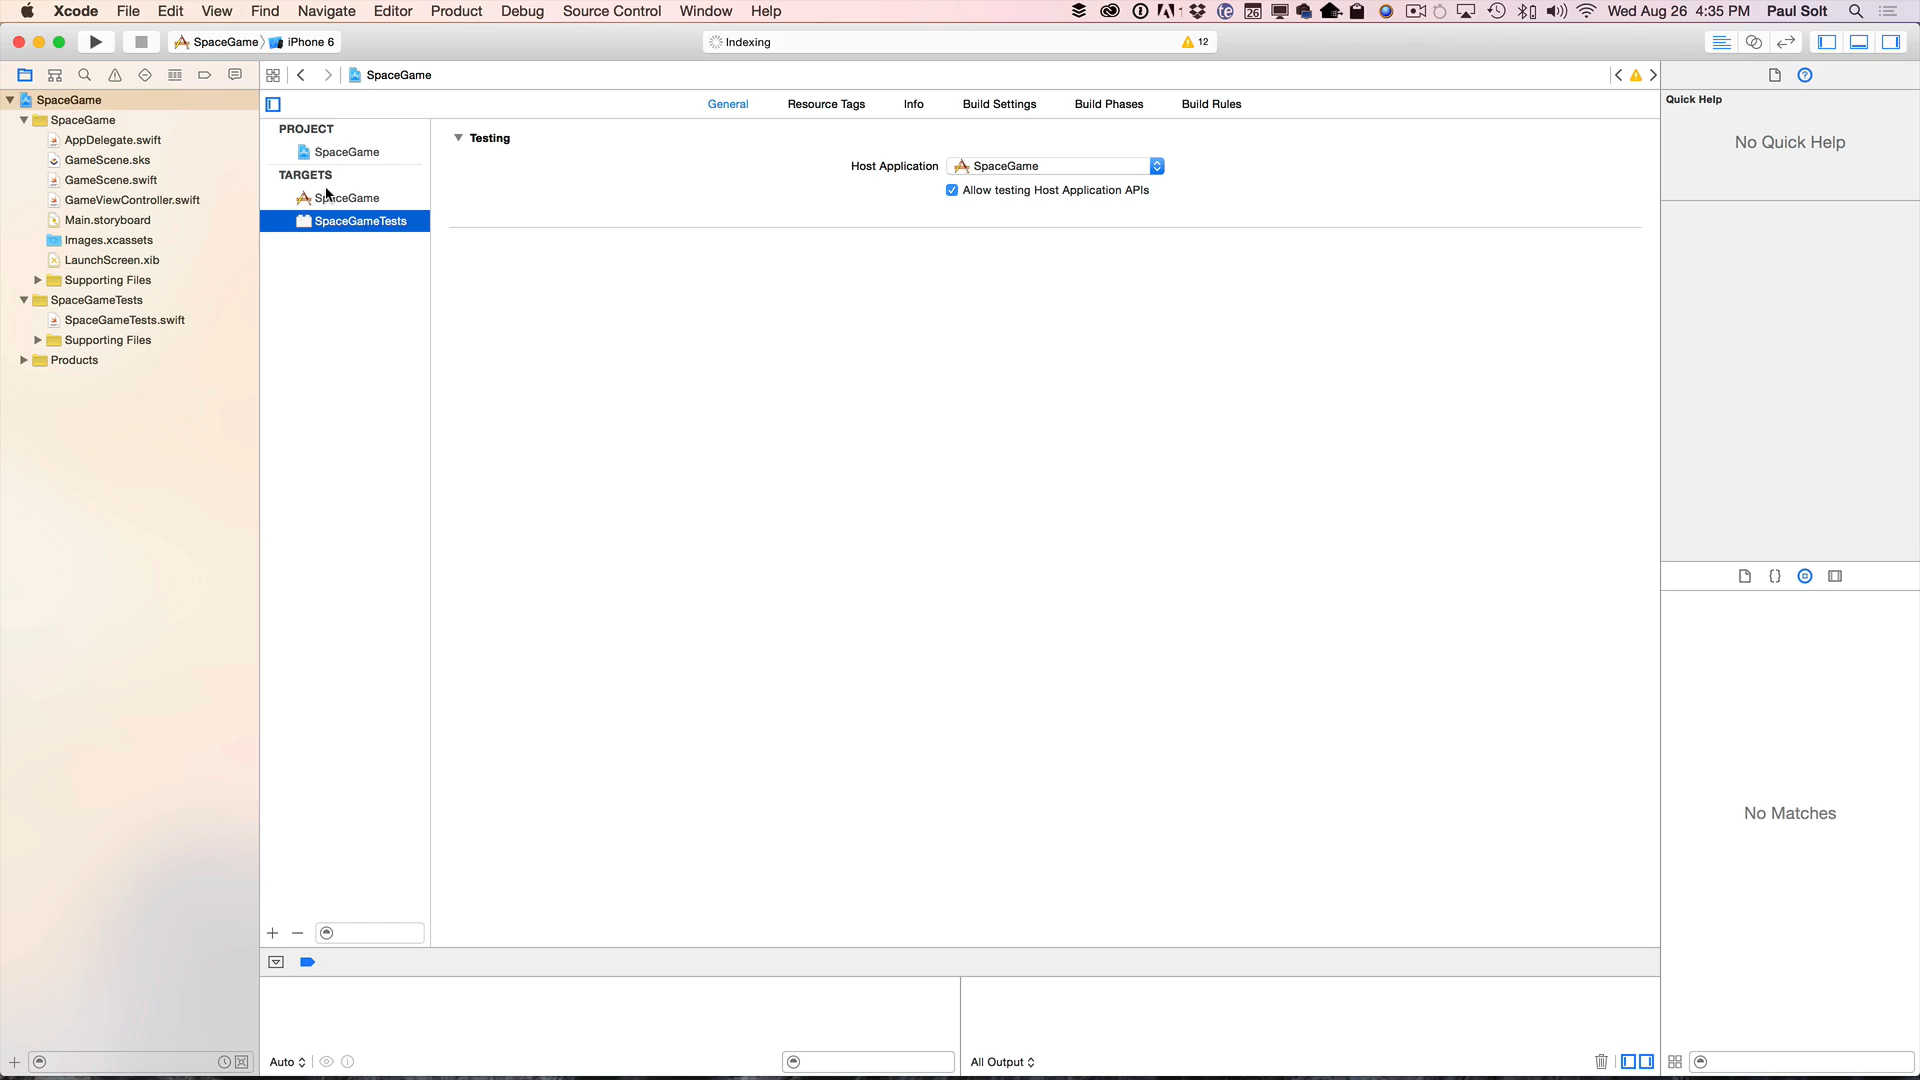 Xcode File Edit View Find Navigate Editor Product Debug Source Control Window Help 26 Wed Aug 26 4:35 PM Paul Solt
SpaceGame iPhone 6 Indexing 12
SpaceGame
General Resource Tags Info Build Settings Build Phases Build Rules
SpaceGame
SpaceGame
AppDelegate.swift
GameScene.sks
GameScene.swift
GameViewController.swift
Main.storyboard
Images.xcassets
LaunchScreen.xib
Supporting Files
SpaceGameTests
SpaceGameTests.swift
Supporting Files
Products
PROJECT
SpaceGame
TARGETS
SpaceGame
SpaceGameTests
Testing
Host Application SpaceGame
Allow testing Host Application APIs
Quick Help
No Quick Help
No Matches
Auto
All Output